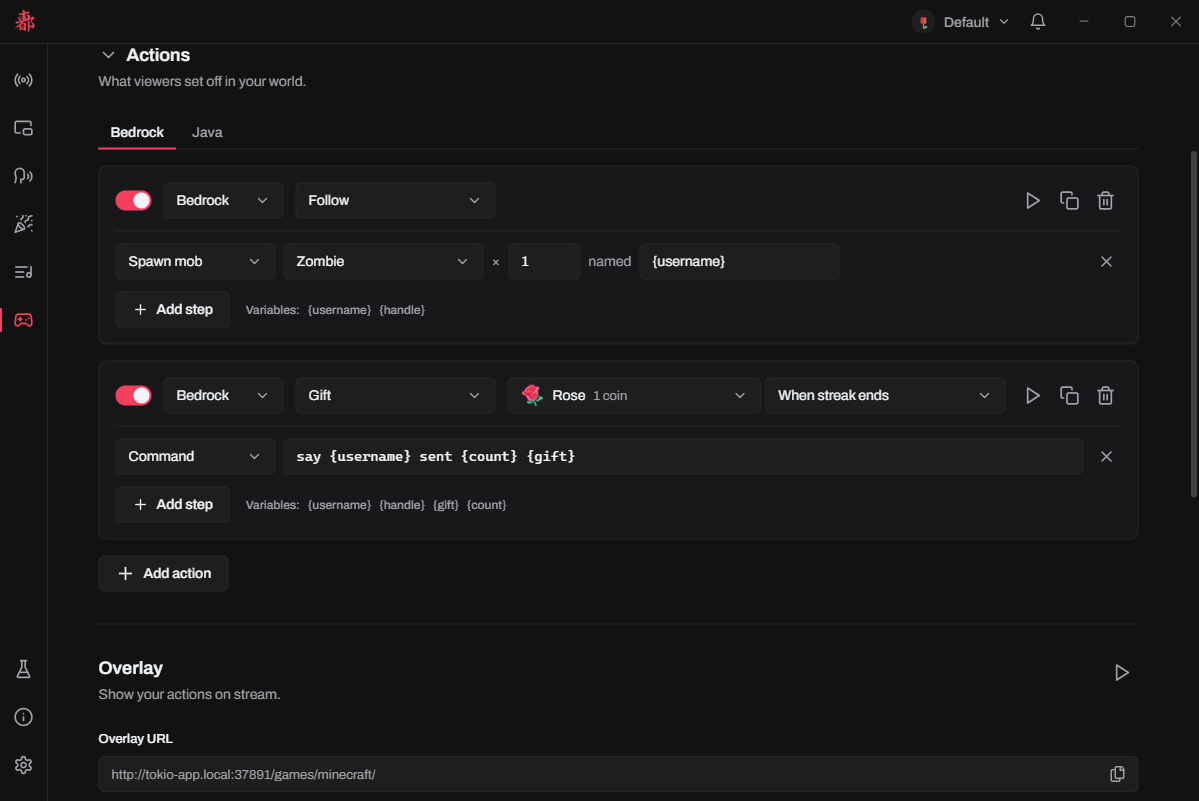 都
Default
Actions
What viewers set off in your world.
Bedrock Java
Bedrock Follow
Spawn mob Zombie × 1 named {username}
Add step Variables: {username} {handle}
Bedrock Gift Rose 1 coin When streak ends
Command say {username} sent {count} {gift}
Add step Variables: {username} {handle} {gift} {count}
Add action
Overlay
Show your actions on stream.
Overlay URL
http://tokio-app.local:37891/games/minecraft/